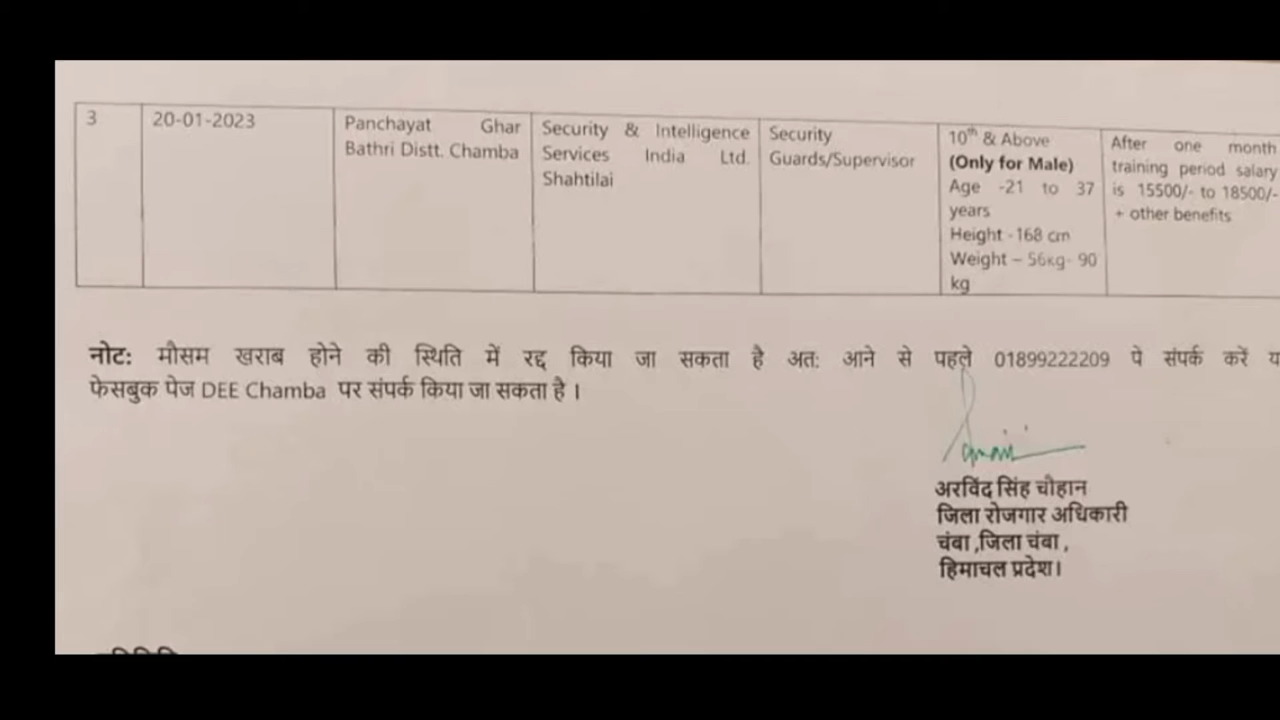 3
20-01-2023
Panchayat Ghar
Bathri Distt. Chamba
Security & Intelligence
Services India Ltd.
Shahtilai
Security
Guards/Supervisor
10th & Above
(Only for Male)
Age -21 to 37
years
Height -168 cm
Weight – 56kg- 90
kg
After one month
training period salary
is 15500/- to 18500/-
+ other benefits
नोट: मौसम खराब होने की स्थिति में रद्द किया जा सकता है अत: आने से पहले 01899222209 पे संपर्क करें
फेसबुक पेज DEE Chamba पर संपर्क किया जा सकता है ।
अरविंद सिंह चौहान
जिला रोजगार अधिकारी
चंबा ,जिला चंबा ,
हिमाचल प्रदेश।